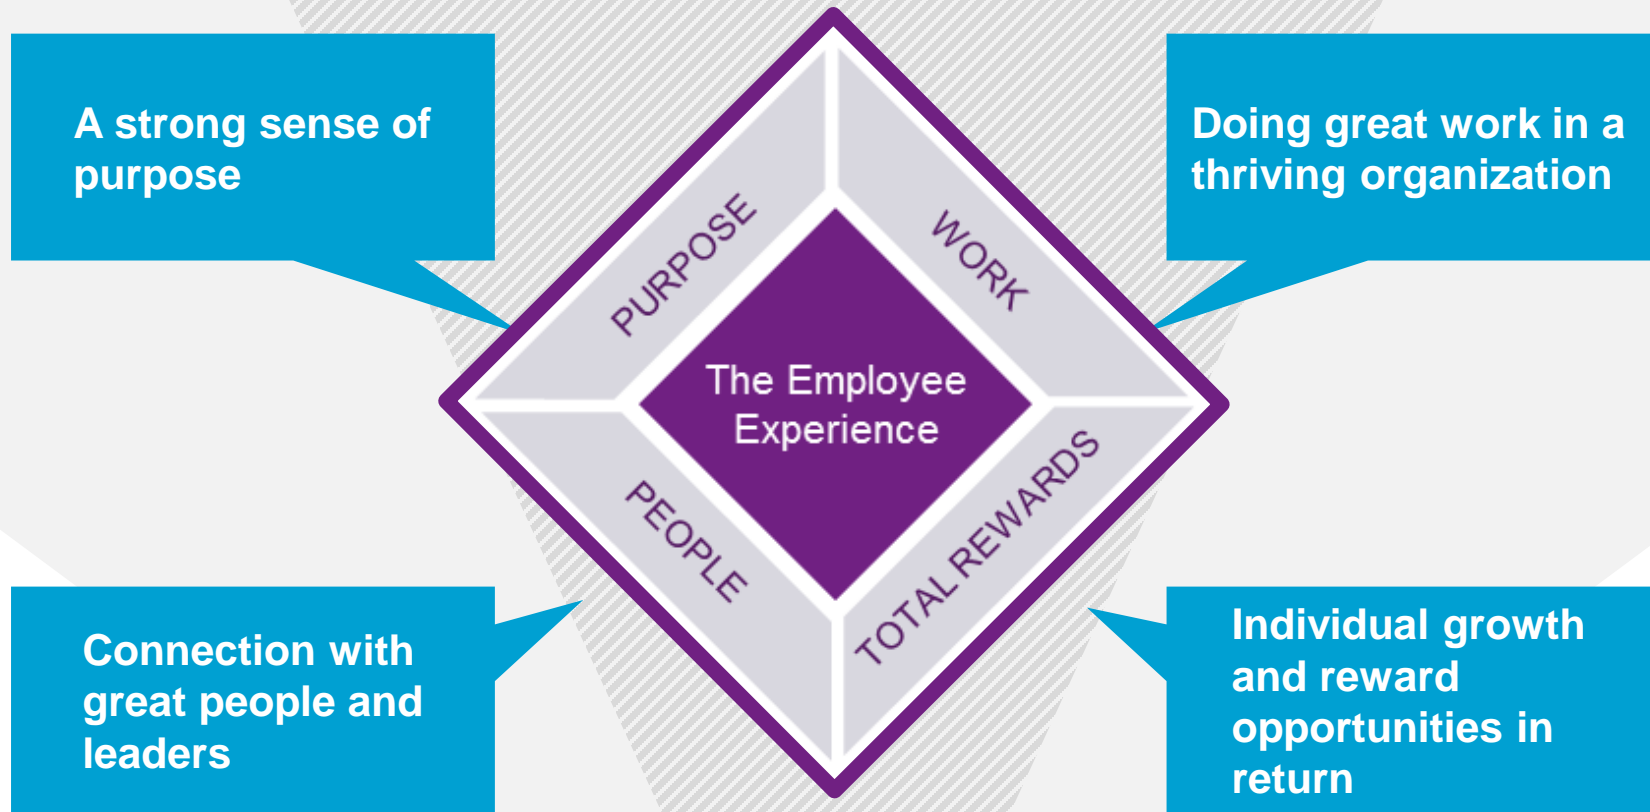 A strong sense of
purpose
Doing great work in a
thriving organization
PURPOSE
WORK
The Employee
Experience
PEOPLE
TOTAL REWARDS
Connection with
great people and
leaders
Individual growth
and reward
opportunities in
return